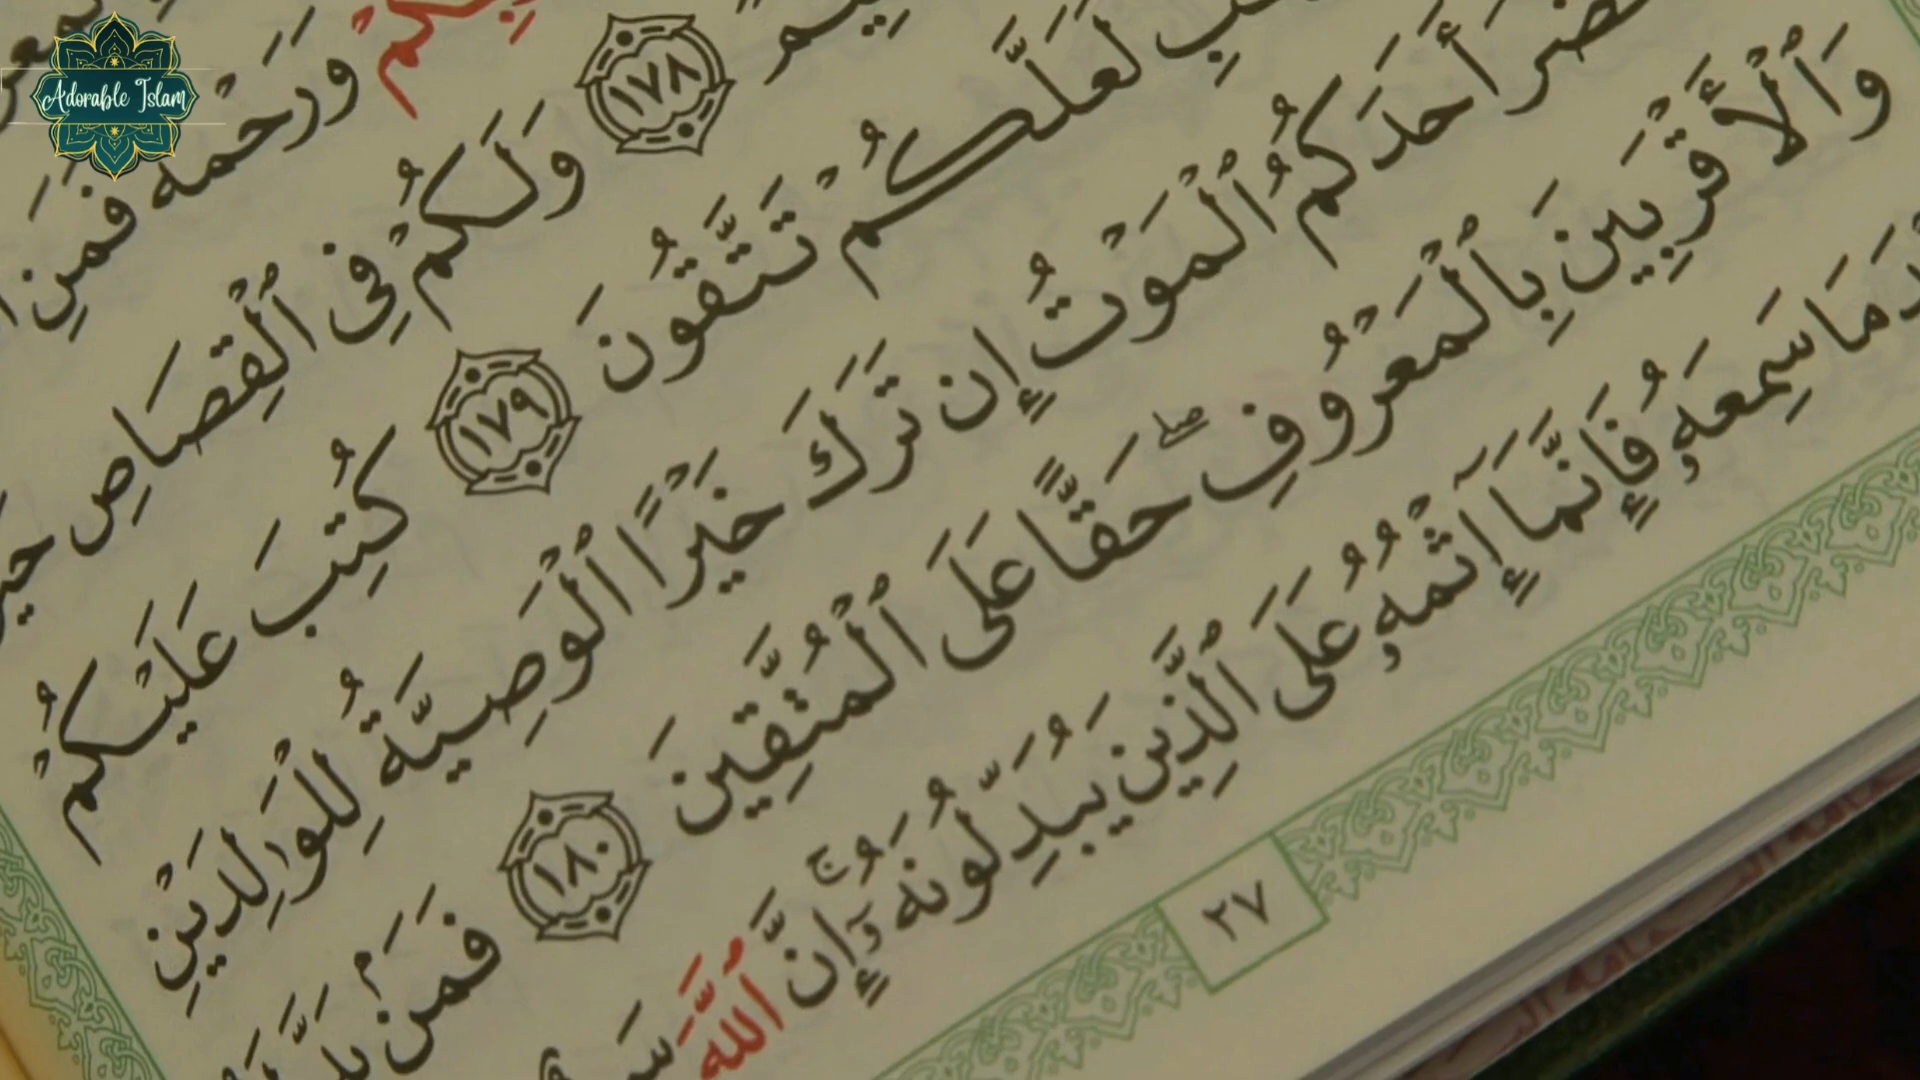 Adorable Islam
وَرَحْمَةٌ فَمَنِ
١٧٨ وَلَكُمْ فِى ٱلْقِصَاصِ
لَعَلَّكُمْ تَتَّقُونَ ١٧٩ كُتِبَ عَلَيْكُمْ
أَحَدَكُمُ ٱلْمَوْتُ إِن تَرَكَ خَيْرًا ٱلْوَصِيَّةُ لِلْوَٰلِدَيْنِ
وَٱلْأَقْرَبِينَ بِٱلْمَعْرُوفِ ۖ حَقًّا عَلَى ٱلْمُتَّقِينَ ١٨٠ فَمَنۢ
مَا سَمِعَهُۥ فَإِنَّمَآ إِثْمُهُۥ عَلَى ٱلَّذِينَ يُبَدِّلُونَهُۥٓ ۚ إِنَّ ٱللَّهَ
٢٧